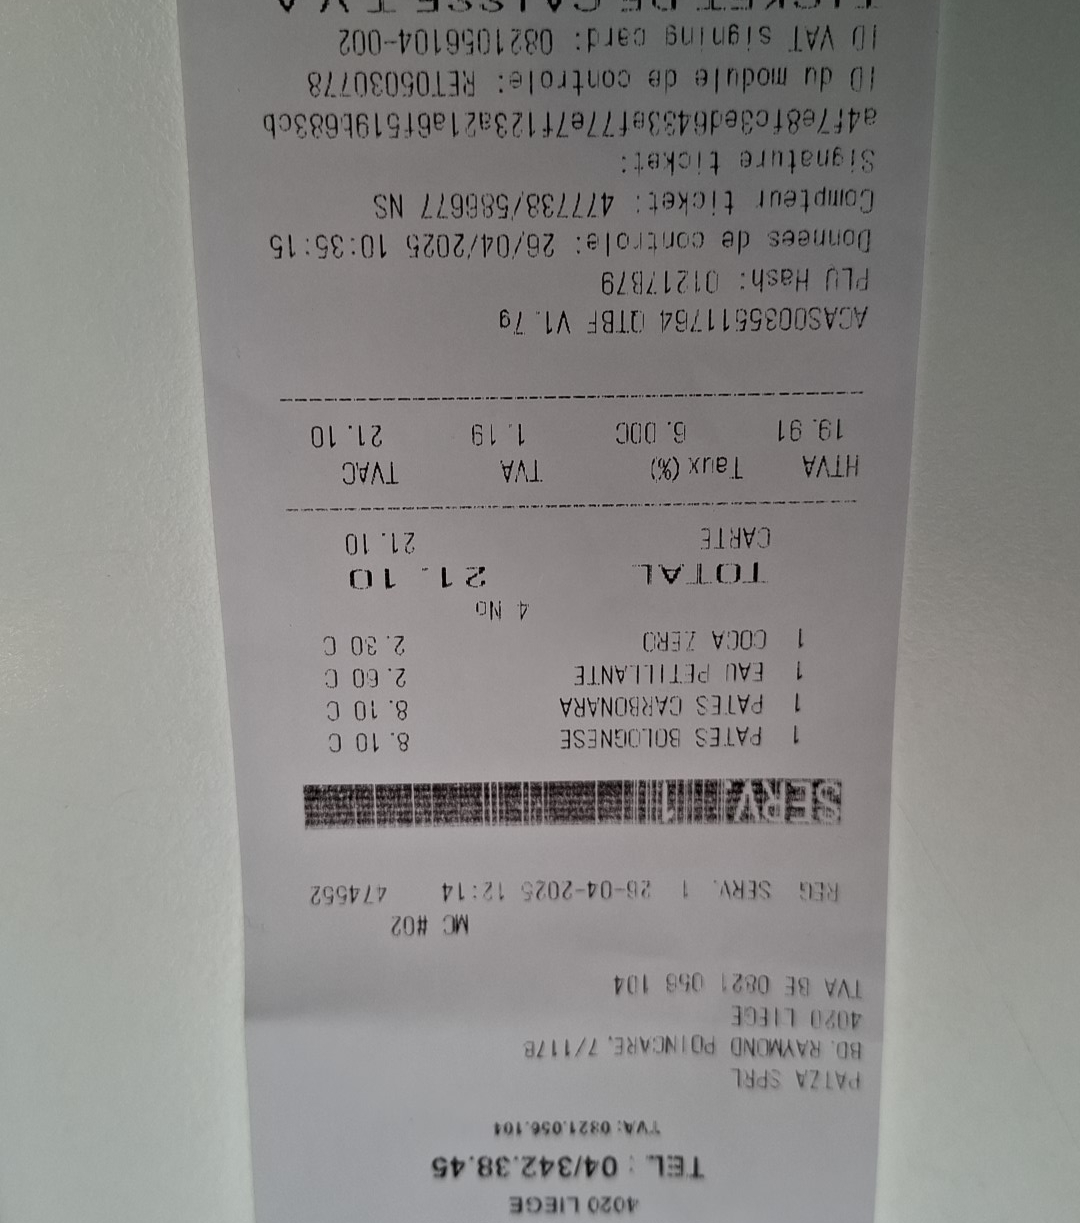 4020 LIEGE
TEL. : 04/342.38.45
TVA: 0821.056.104
PATZA SPRL
BD. RAYMOND POINCARE, 7/117B
4020 LIEGE
TVA BE 0821 056 104
MC #02
REG SERV. 1 26-04-2025 12:14 474552
SERV. 1
1 PATES BOLOGNESE 8.10 C
1 PATES CARBONARA 8.10 C
1 EAU PETILLANTE 2.60 C
1 COCA ZERO 2.30 C
4 No
TOTAL 21.10
CARTE 21.10
HTVA Taux (%) TVA TVAC
19.91 6.00C 1.19 21.10
ACAS0035511764 QTBF V1.7g
PLU Hash: 01217B79
Donnees de controle: 26/04/2025 10:35:15
Compteur ticket: 477738/586677 NS
Signature ticket:
a4f7e8fc3ed6433ef77e7f123a21a6f519b683cb
ID du module de controle: RET05030778
ID VAT signing card: 0821056104-002
TICKET DE CAISSE T.V.A